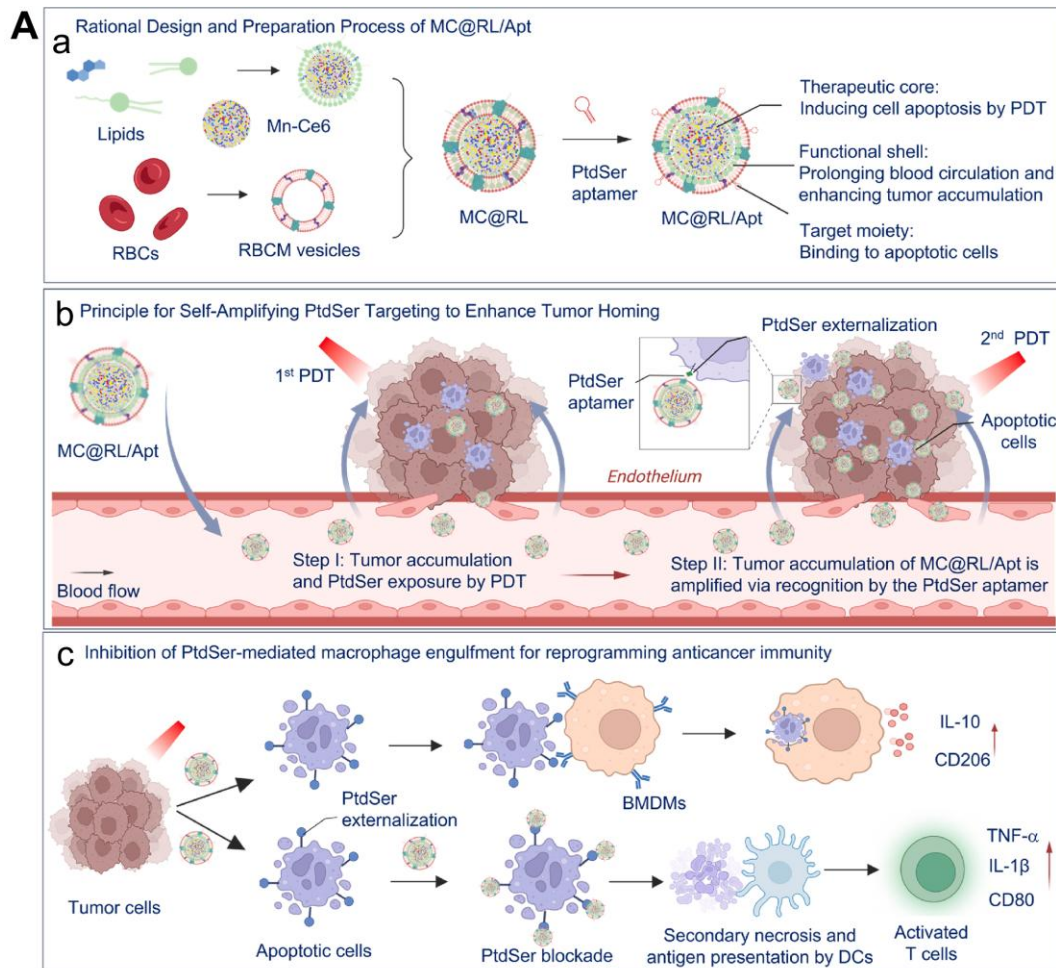 A
a
Rational Design and Preparation Process of MC@RL/Apt
Lipids
Mn-Ce6
RBCs
RBCM vesicles
MC@RL
PtdSer
aptamer
MC@RL/Apt
Therapeutic core:
Inducing cell apoptosis by PDT
Functional shell:
Prolonging blood circulation and
enhancing tumor accumulation
Target moiety:
Binding to apoptotic cells
b
Principle for Self-Amplifying PtdSer Targeting to Enhance Tumor Homing
MC@RL/Apt
1st PDT
PtdSer
aptamer
PtdSer externalization
2nd PDT
Apoptotic
cells
Endothelium
Blood flow
Step I: Tumor accumulation
and PtdSer exposure by PDT
Step II: Tumor accumulation of MC@RL/Apt is
amplified via recognition by the PtdSer aptamer
c
Inhibition of PtdSer-mediated macrophage engulfment for reprogramming anticancer immunity
Tumor cells
PtdSer
externalization
Apoptotic cells
BMDMs
IL-10
CD206
PtdSer blockade
Secondary necrosis and
antigen presentation by DCs
Activated
T cells
TNF-α
IL-1β
CD80